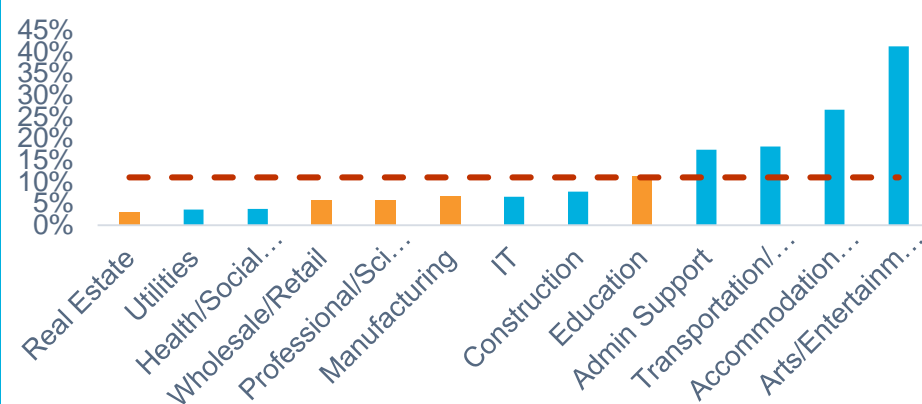 45%
40%
35%
30%
25%
20%
15%
10%
5%
0%
Real Estate
Utilities
Health/Social…
Wholesale/Retail
Professional/Sci…
Manufacturing
IT
Construction
Education
Admin Support
Transportation/…
Accommodation…
Arts/Entertainm…